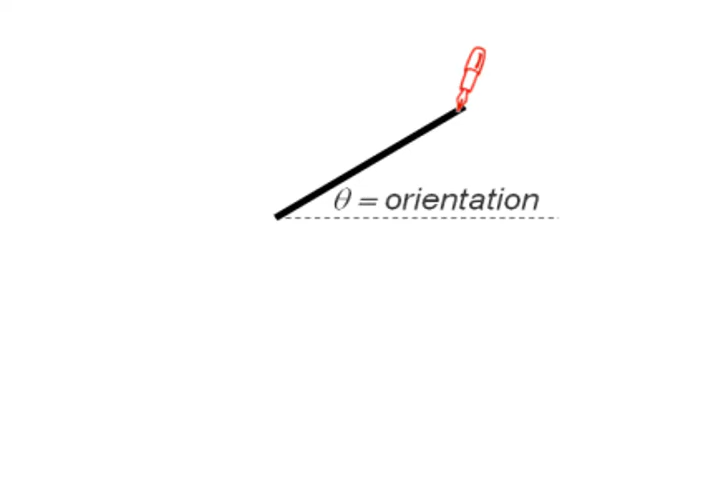 θ = orientation